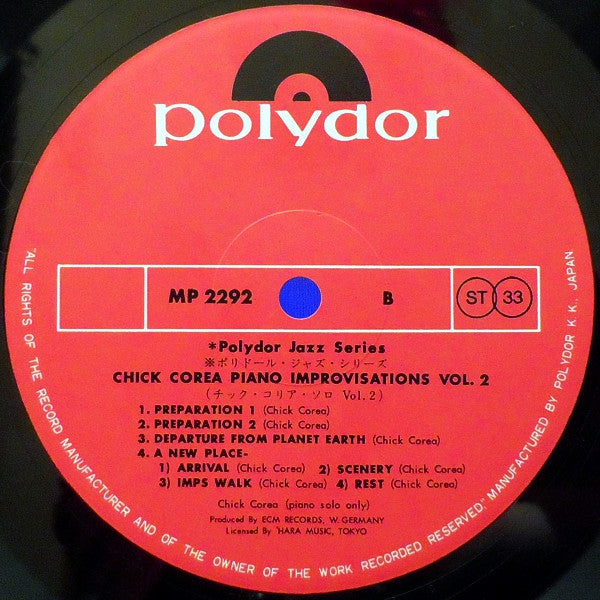 polydor
MP 2292 B ST 33
*Polydor Jazz Series
※ポリドール・ジャズ・シリーズ
CHICK COREA PIANO IMPROVISATIONS VOL. 2
(チック・コリア・ソロ Vol.2)
1. PREPARATION 1 (Chick Corea)
2. PREPARATION 2 (Chick Corea)
3. DEPARTURE FROM PLANET EARTH (Chick Corea)
4. A NEW PLACE-
1) ARRIVAL (Chick Corea) 2) SCENERY (Chick Corea)
3) IMPS WALK (Chick Corea) 4) REST (Chick Corea)
Chick Corea (piano solo only)
Produced By ECM RECORDS, W. GERMANY
Licensed By 'HARA MUSIC, TOKYO
"ALL RIGHTS OF THE RECORD MANUFACTURER AND OF THE OWNER OF THE WORK RECORDED RESERVED." MANUFACTURED BY POLYDOR K.K., JAPAN.